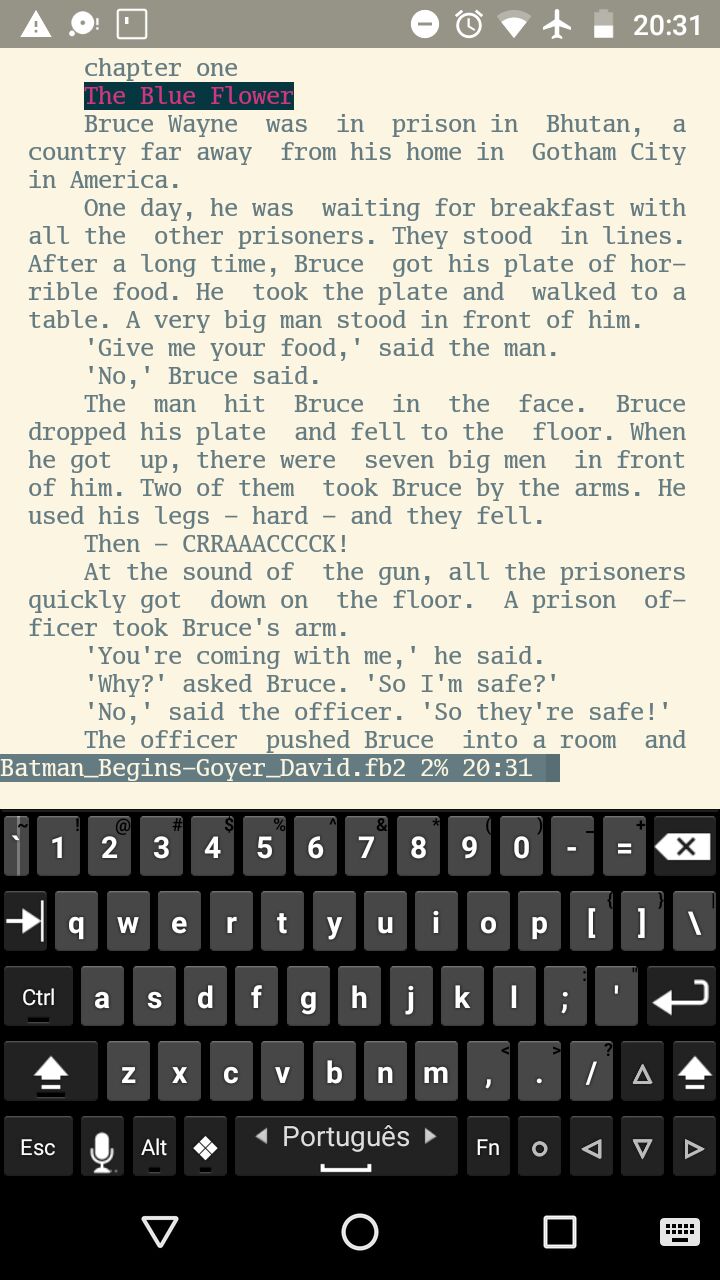 20:31
chapter one
The Blue Flower
Bruce Wayne was in prison in Bhutan, a
country far away from his home in Gotham City
in America.
One day, he was waiting for breakfast with
all the other prisoners. They stood in lines.
After a long time, Bruce got his plate of hor-
rible food. He took the plate and walked to a
table. A very big man stood in front of him.
'Give me your food,' said the man.
'No,' Bruce said.
The man hit Bruce in the face. Bruce
dropped his plate and fell to the floor. When
he got up, there were seven big men in front
of him. Two of them took Bruce by the arms. He
used his legs – hard – and they fell.
Then – CRRAAACCCCK!
At the sound of the gun, all the prisoners
quickly got down on the floor. A prison of-
ficer took Bruce's arm.
'You're coming with me,' he said.
'Why?' asked Bruce. 'So I'm safe?'
'No,' said the officer. 'So they're safe!'
The officer pushed Bruce into a room and
Batman_Begins-Goyer_David.fb2 2% 20:31
~ ! @ # $ % ^ & * ( ) _ +
` 1 2 3 4 5 6 7 8 9 0 - =
{ } |
q w e r t y u i o p [ ] \
: "
Ctrl a s d f g h j k l ; '
< > ?
z x c v b n m , . /
Esc Alt Português Fn